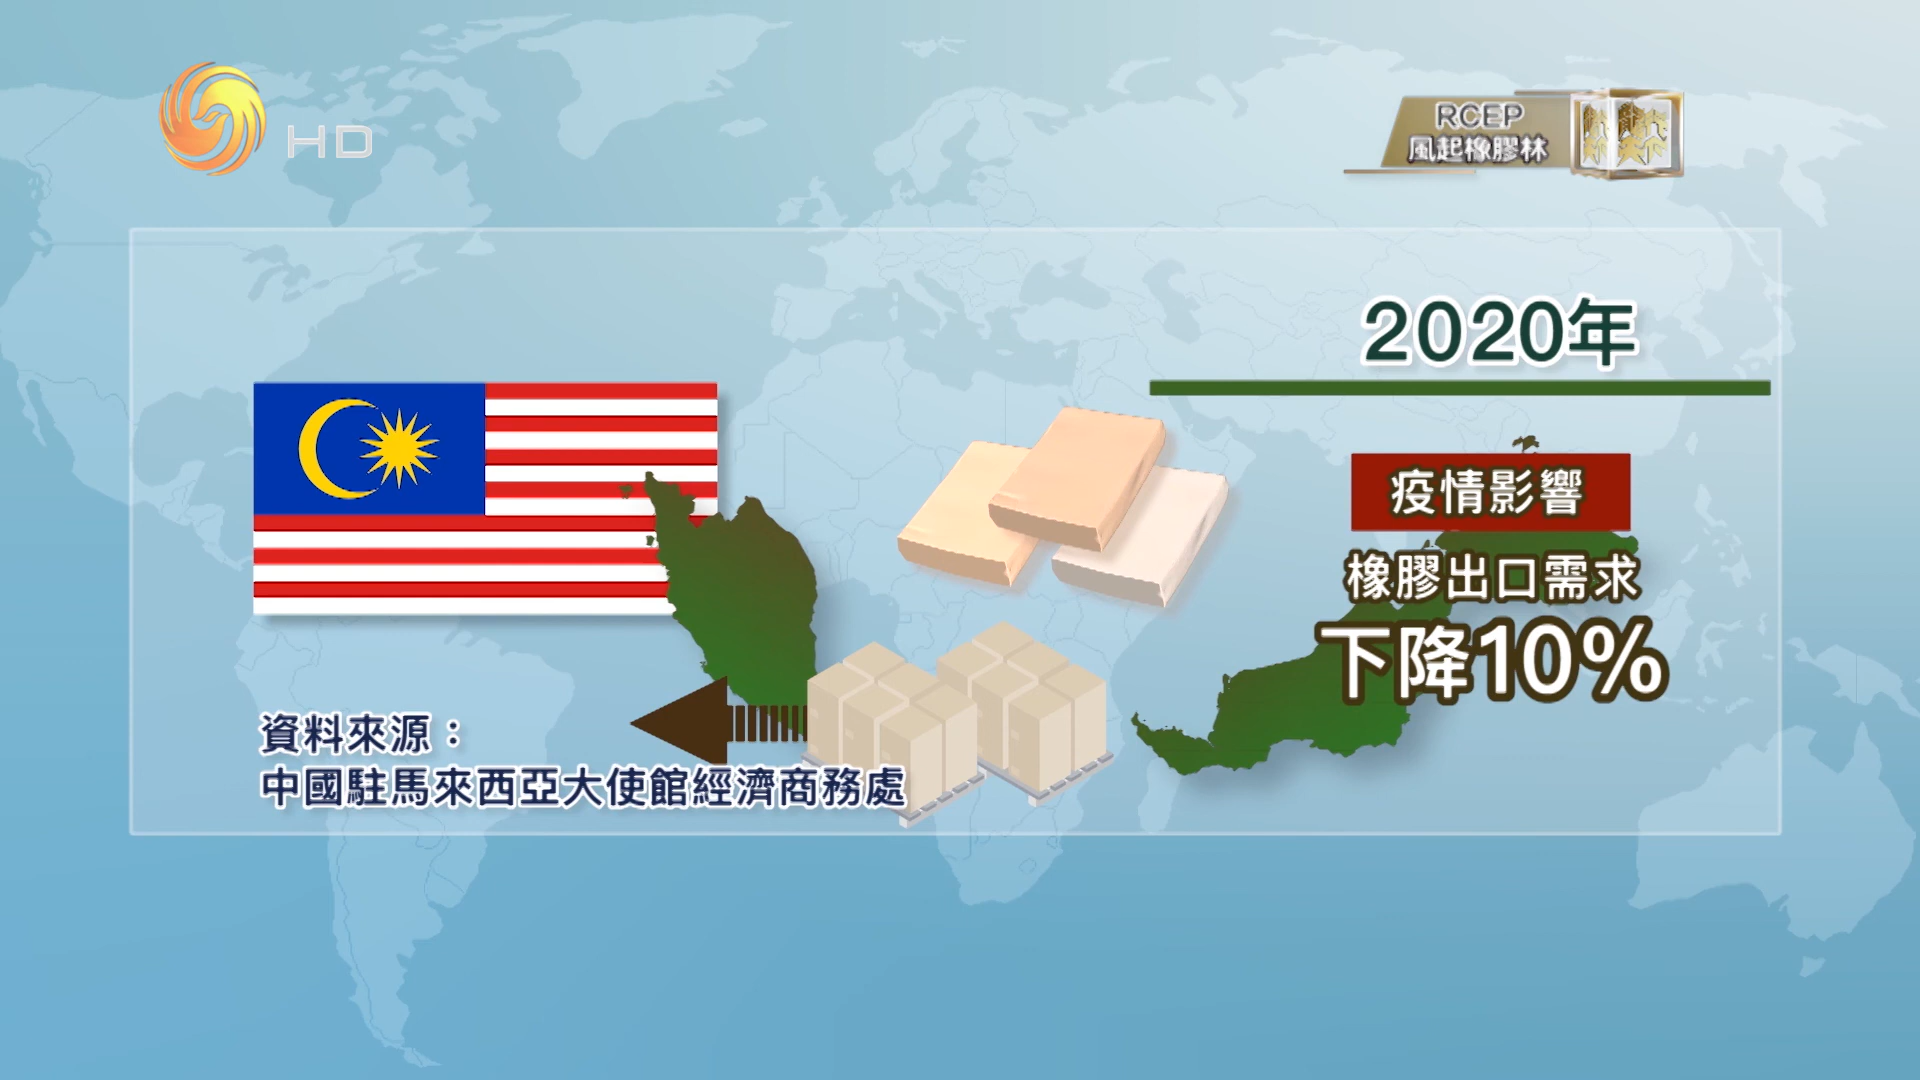 HD
RCEP
風起橡膠林
2020年
疫情影響
橡膠出口需求
下降10%
資料來源：
中國駐馬來西亞大使館經濟商務處